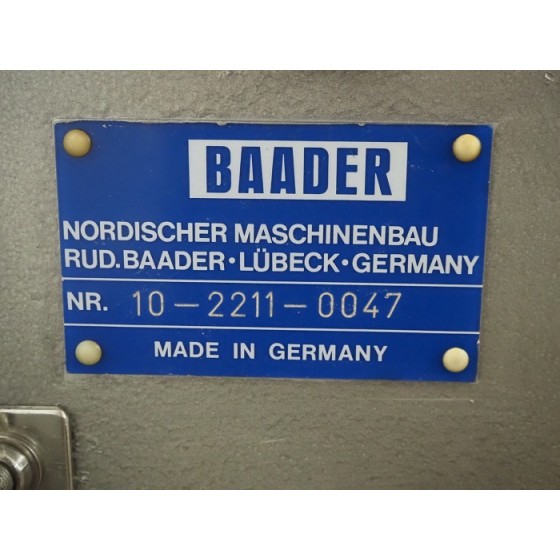 BAADER
NORDISCHER MASCHINENBAU
RUD.BAADER·LÜBECK·GERMANY
NR. 10-2211-0047
MADE IN GERMANY